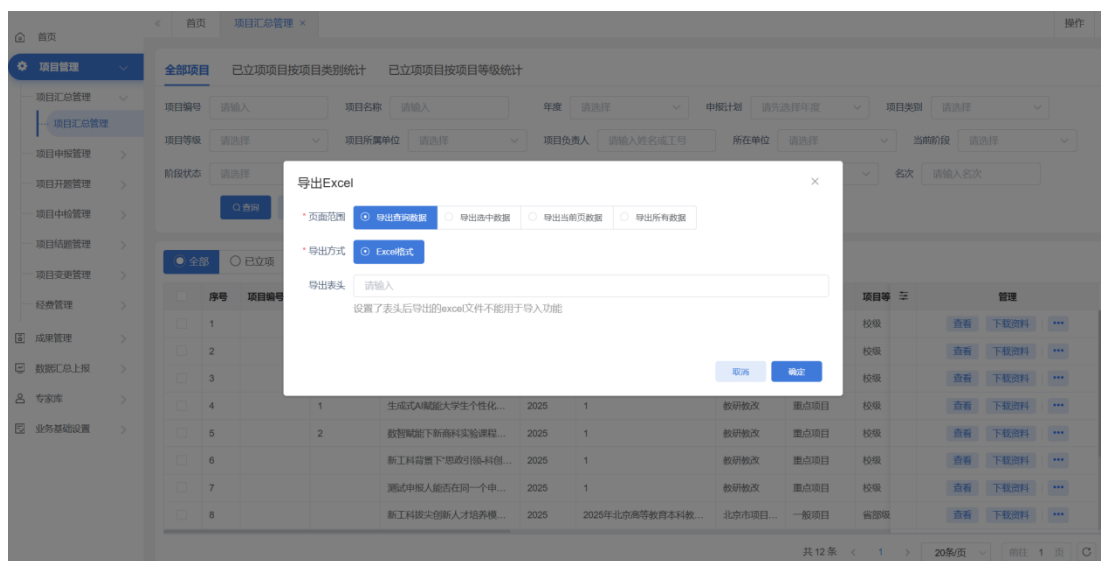 首页 项目汇总管理 × 操作
首页
项目管理
项目汇总管理
项目汇总管理
项目申报管理
项目开题管理
项目中检管理
项目结题管理
项目变更管理
经费管理
成果管理
数据汇总上报
专家库
业务基础设置
全部项目 已立项项目按项目类别统计 已立项项目按项目等级统计
项目编号 请输入 项目名称 请输入 年度 请选择 申报计划 请先选择年度 项目类别 请选择
项目等级 请选择 项目所属单位 请选择 项目负责人 请输入姓名或工号 所在单位 请选择 当前阶段 请选择
阶段状态 请选择 名次 请输入名次
查询
导出Excel ×
* 页面范围 导出查询数据 导出选中数据 导出当前页数据 导出所有数据
* 导出方式 Excel格式
导出表头 请输入
设置了表头后导出的excel文件不能用于导入功能
取消 确定
全部 已立项
序号 项目编号 项目等 管理
1 校级 查看 下载资料 •••
2 校级 查看 下载资料 •••
3 校级 查看 下载资料 •••
4 1 生成式AI赋能大学生个性化... 2025 1 教研教改 重点项目 校级 查看 下载资料 •••
5 2 数智赋能下新商科实验课程... 2025 1 教研教改 重点项目 校级 查看 下载资料 •••
6 新工科背景下“思政引领-科创... 2025 1 教研教改 重点项目 校级 查看 下载资料 •••
7 测试申报人能否在同一个申... 2025 1 教研教改 重点项目 校级 查看 下载资料 •••
8 新工科拔尖创新人才培养模... 2025 2025年北京高等教育本科教... 北京市项目... 一般项目 省部级 查看 下载资料 •••
共 12 条 < 1 > 20条/页 前往 1 页